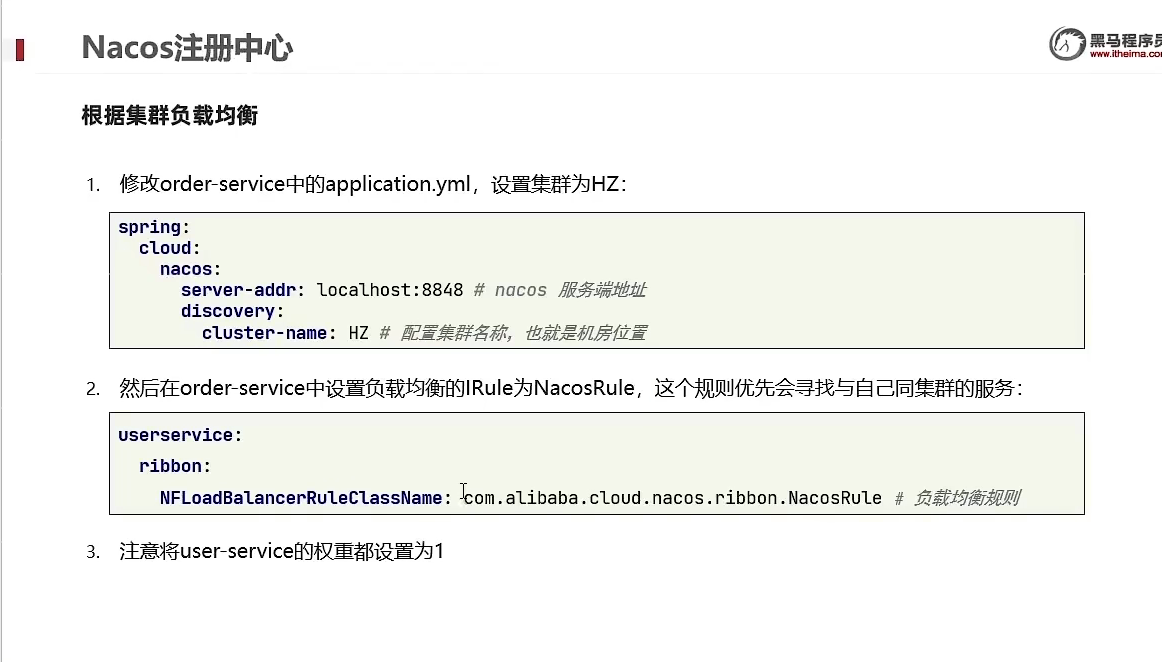 Nacos注册中心
黑马程序员
www.itheima.com
根据集群负载均衡
1. 修改order-service中的application.yml，设置集群为HZ：
spring:
  cloud:
    nacos:
      server-addr: localhost:8848 # nacos 服务端地址
      discovery:
        cluster-name: HZ # 配置集群名称，也就是机房位置
2. 然后在order-service中设置负载均衡的IRule为NacosRule，这个规则优先会寻找与自己同集群的服务：
userservice:
  ribbon:
    NFLoadBalancerRuleClassName: com.alibaba.cloud.nacos.ribbon.NacosRule # 负载均衡规则
3. 注意将user-service的权重都设置为1